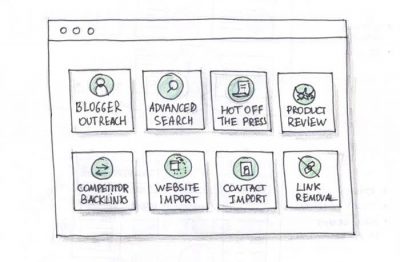 BLOGGER
OUTREACH
ADVANCED
SEARCH
HOT OFF
THE PRESS
PRODUCT
REVIEW
COMPETITOR
BACKLINKS
WEBSITE
IMPORT
CONTACT
IMPORT
LINK
REMOVAL